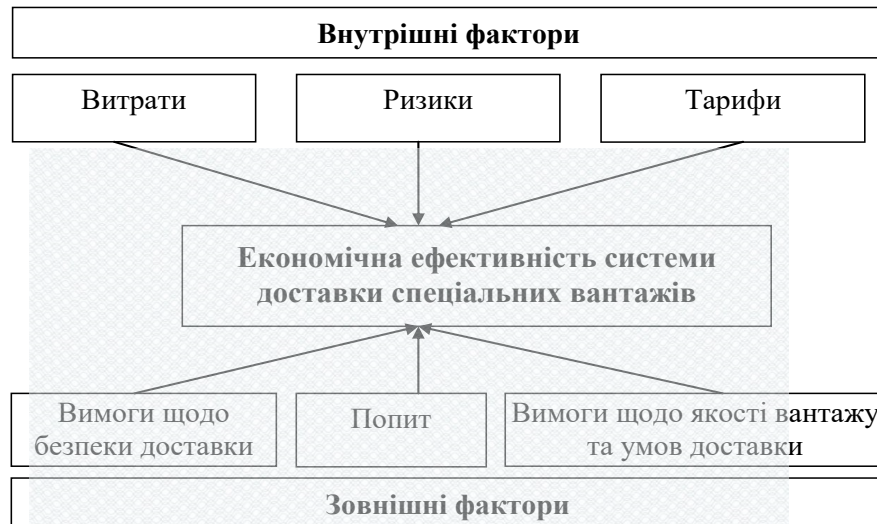 Внутрішні фактори
Витрати
Ризики
Тарифи
Економічна ефективність системи
доставки спеціальних вантажів
Вимоги щодо
безпеки доставки
Попит
Вимоги щодо якості вантажу
та умов доставки
Зовнішні фактори